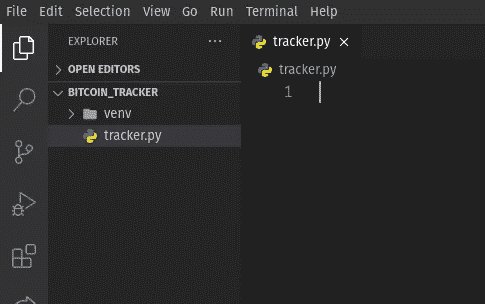 File Edit Selection View Go Run Terminal Help
EXPLORER ...
tracker.py ×
OPEN EDITORS
tracker.py
BITCOIN_TRACKER
1
venv
tracker.py